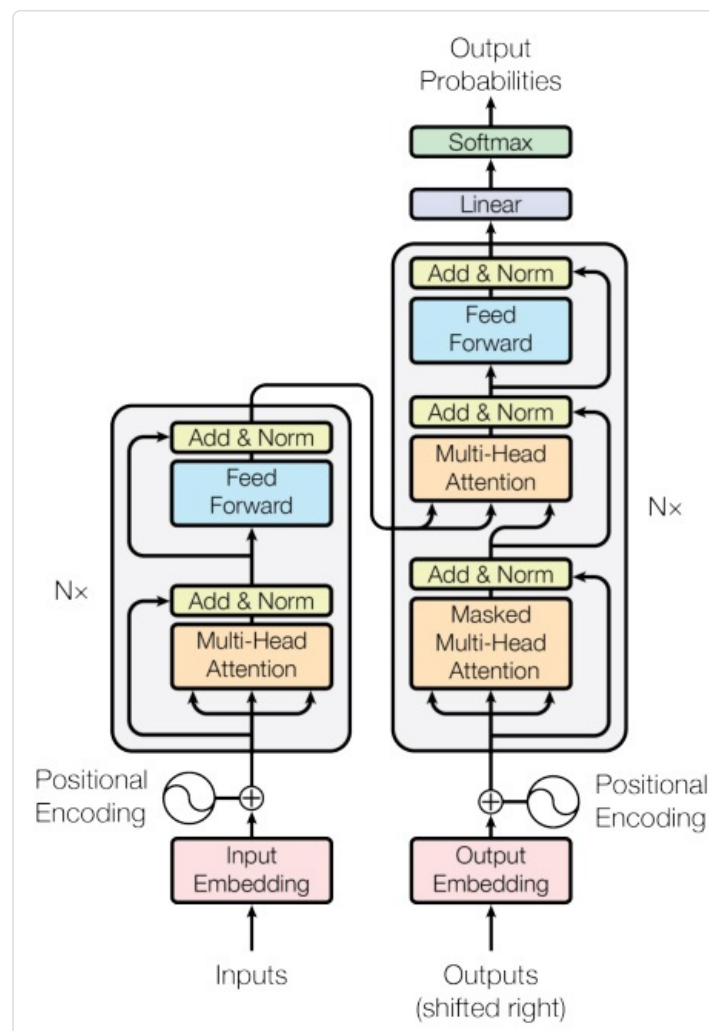 Output
Probabilities
Softmax
Linear
Add & Norm
Feed
Forward
Add & Norm
Multi-Head
Attention
Add & Norm
Masked
Multi-Head
Attention
N×
Add & Norm
Feed
Forward
Add & Norm
Multi-Head
Attention
N×
Positional
Encoding
Positional
Encoding
Input
Embedding
Output
Embedding
Inputs
Outputs
(shifted right)